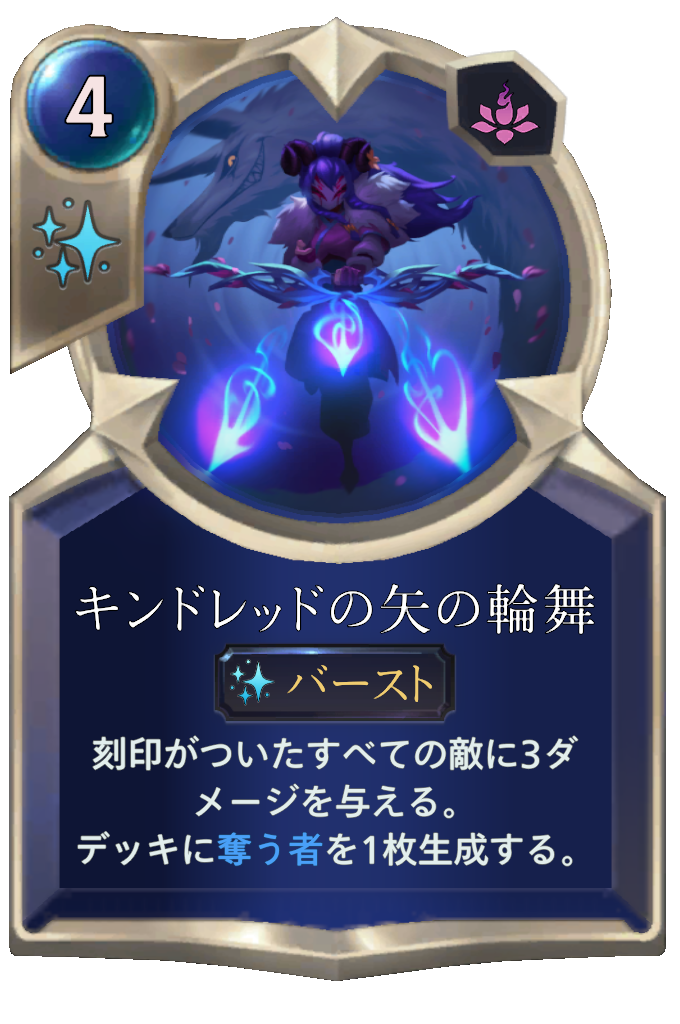 4
キンドレッドの矢の輪舞
バースト
刻印がついたすべての敵に3ダ
メージを与える。
デッキに奪う者を1枚生成する。